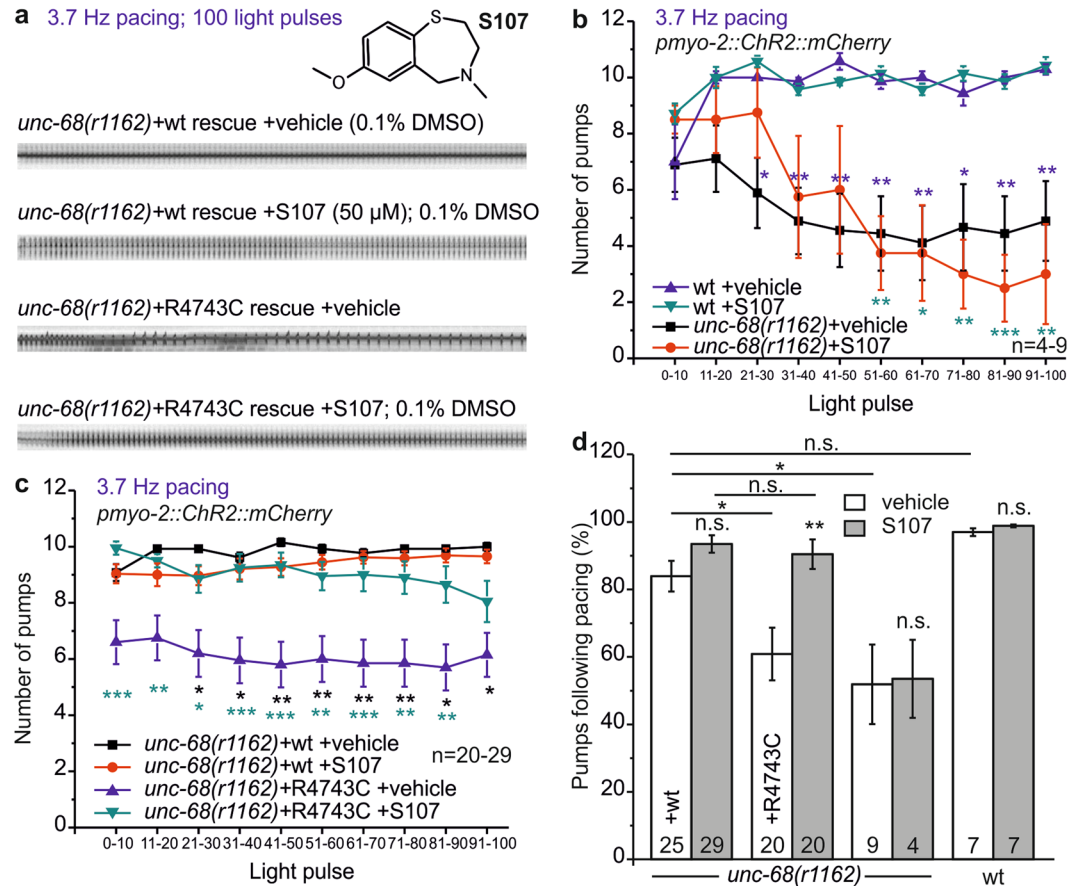 a 3.7 Hz pacing; 100 light pulses
S
S107
O
N
unc-68(r1162)+wt rescue +vehicle (0.1% DMSO)
unc-68(r1162)+wt rescue +S107 (50 µM); 0.1% DMSO
unc-68(r1162)+R4743C rescue +vehicle
unc-68(r1162)+R4743C rescue +S107; 0.1% DMSO
b 3.7 Hz pacing
pmyo-2::ChR2::mCherry
Number of pumps
12
10
8
6
4
2
0
* ** ** ** ** * ** **
** * ** *** **
wt +vehicle
wt +S107
unc-68(r1162)+vehicle
unc-68(r1162)+S107
n=4-9
0-10 11-20 21-30 31-40 41-50 51-60 61-70 71-80 81-90 91-100
Light pulse
c 3.7 Hz pacing
pmyo-2::ChR2::mCherry
Number of pumps
12
10
8
6
4
2
0
* * ** ** ** ** * *
*** ** * *** *** ** *** ** **
unc-68(r1162)+wt +vehicle
unc-68(r1162)+wt +S107
unc-68(r1162)+R4743C +vehicle
unc-68(r1162)+R4743C +S107
n=20-29
0-10 11-20 21-30 31-40 41-50 51-60 61-70 71-80 81-90 91-100
Light pulse
d
Pumps following pacing (%)
120
100
80
60
40
20
0
n.s.
*
n.s.
*
n.s.
**
n.s.
n.s.
vehicle
S107
+wt
+R4743C
25 29 20 20 9 4 7 7
unc-68(r1162) wt